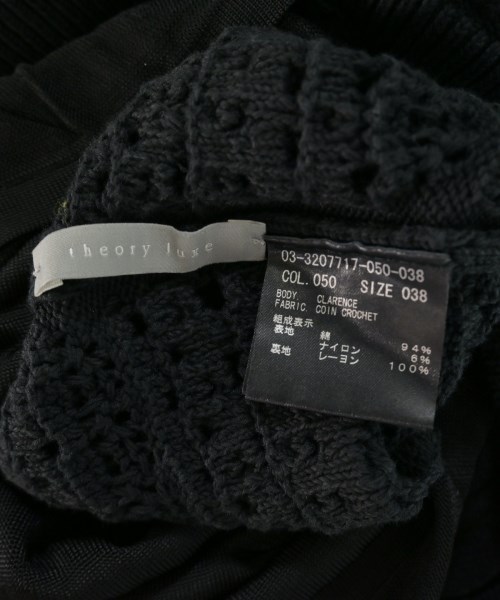 theory luxe
03-3207717-050-038
COL. 050 SIZE 038
BODY. CLARENCE
FABRIC. COIN CROCHET
組成表示
表地 綿 94%
ナイロン 6%
裏地 レーヨン 100%